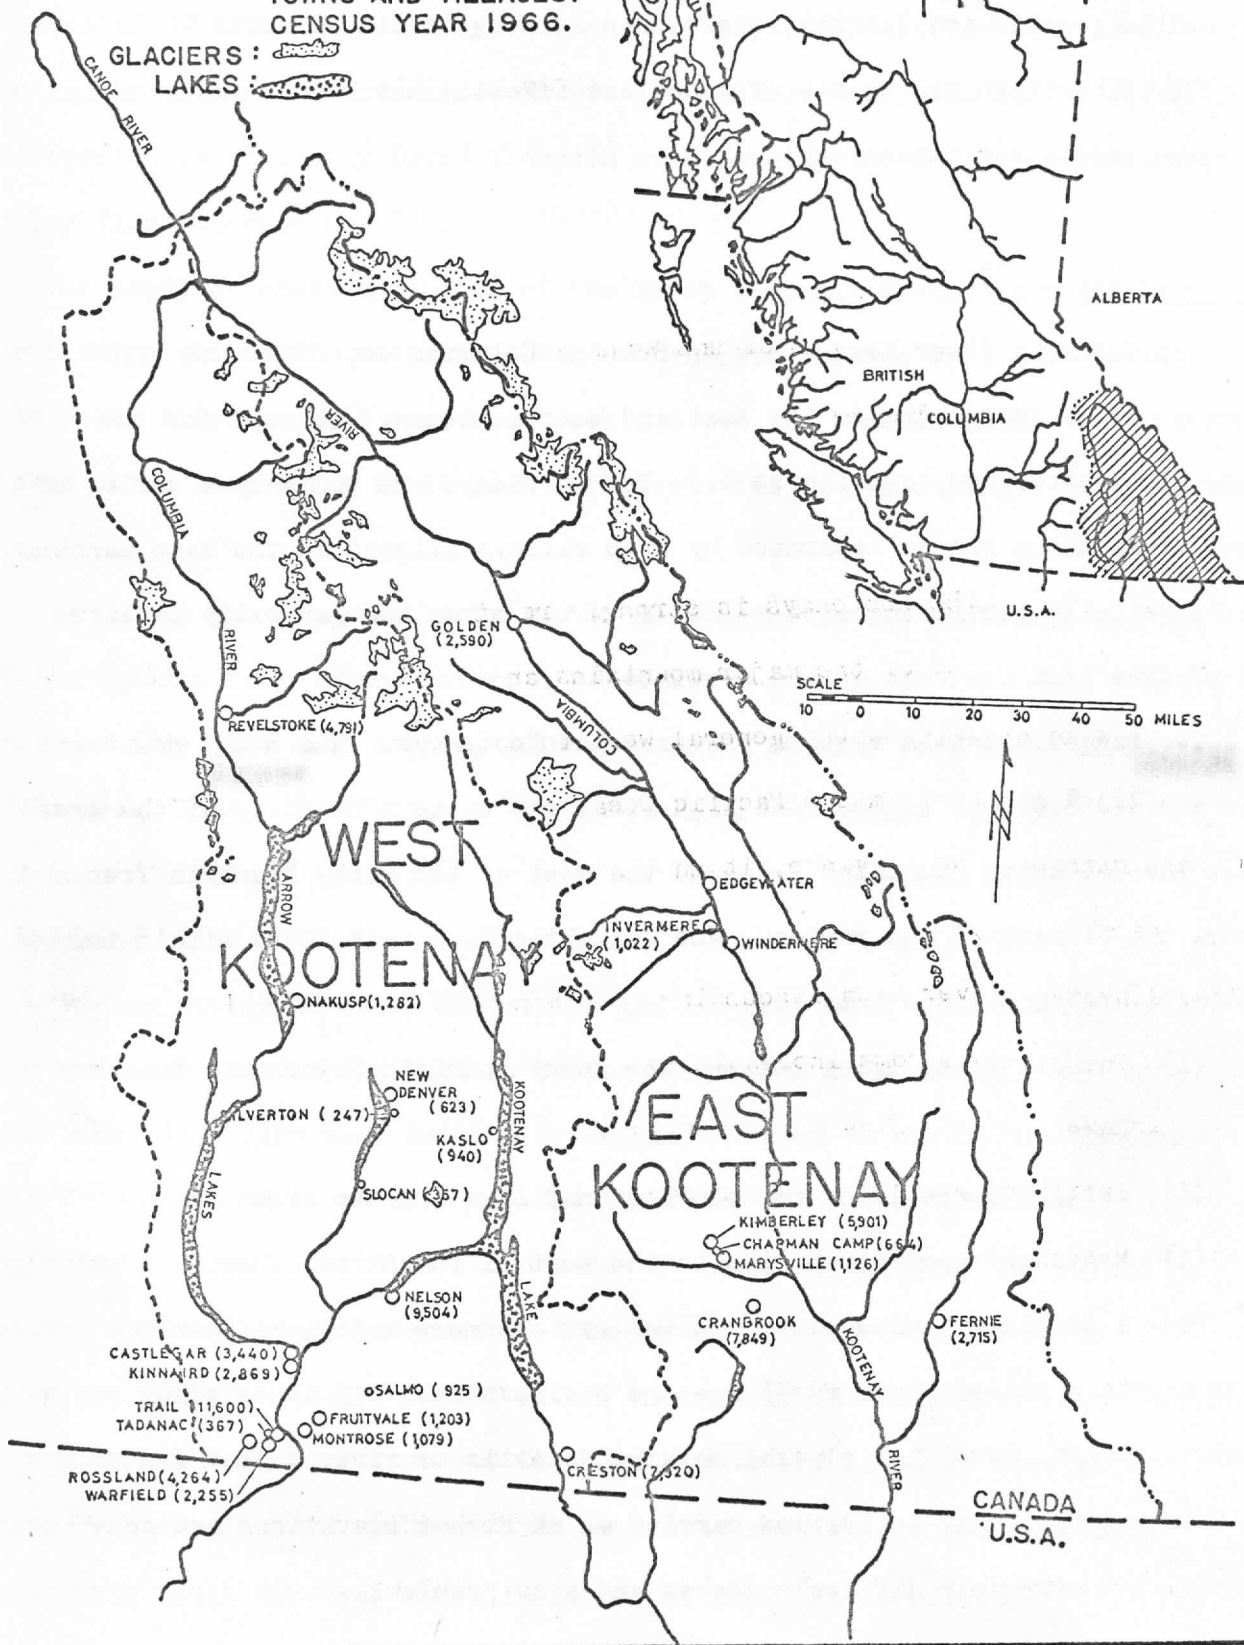 TOWNS AND VILLAGES:
CENSUS YEAR 1966.
GLACIERS :
LAKES :
CANOE
RIVER
ALBERTA
BRITISH
COLUMBIA
U.S.A.
RIVER
COLUMBIA
RIVER
GOLDEN
(2,590)
COLUMBIA
REVELSTOKE (4,791)
SCALE
10 0 10 20 30 40 50 MILES
N
WEST
KOOTENAY
ARROW
EDGEWATER
INVERMERE
(1,022)
WINDERMERE
NAKUSP (1,282)
NEW
DENVER
(623)
SILVERTON ( 247)
KOOTENAY
KASLO
(940)
LAKES
SLOCAN
EAST
KOOTENAY
KIMBERLEY (5,901)
CHAPMAN CAMP (664)
MARYSVILLE (1,126)
NELSON
(9,504)
LAKE
CRANBROOK
(7,849)
FERNIE
(2,715)
KOOTENAY
RIVER
CASTLEGAR (3,440)
KINNAIRD (2,869)
SALMO ( 925)
TRAIL (11,600)
TADANAC (367)
FRUITVALE (1,203)
MONTROSE (1,079)
ROSSLAND (4,264)
WARFIELD (2,255)
CRESTON
CANADA
U.S.A.